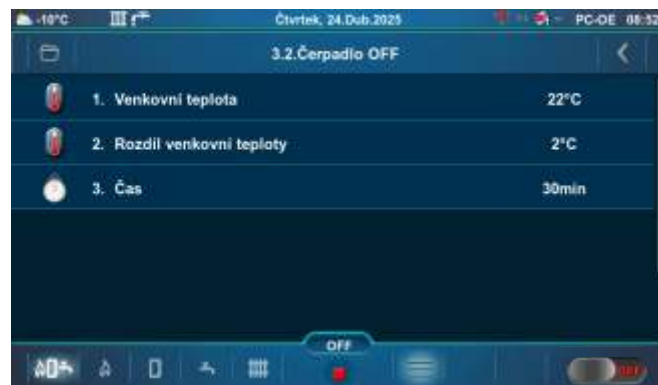 -10°C Čtvrtek, 24.Dub.2025 PC-OE 08:52
3.2.Čerpadlo OFF
1. Venkovní teplota 22°C
2. Rozdíl venkovní teploty 2°C
3. Čas 30min
OFF
OFF